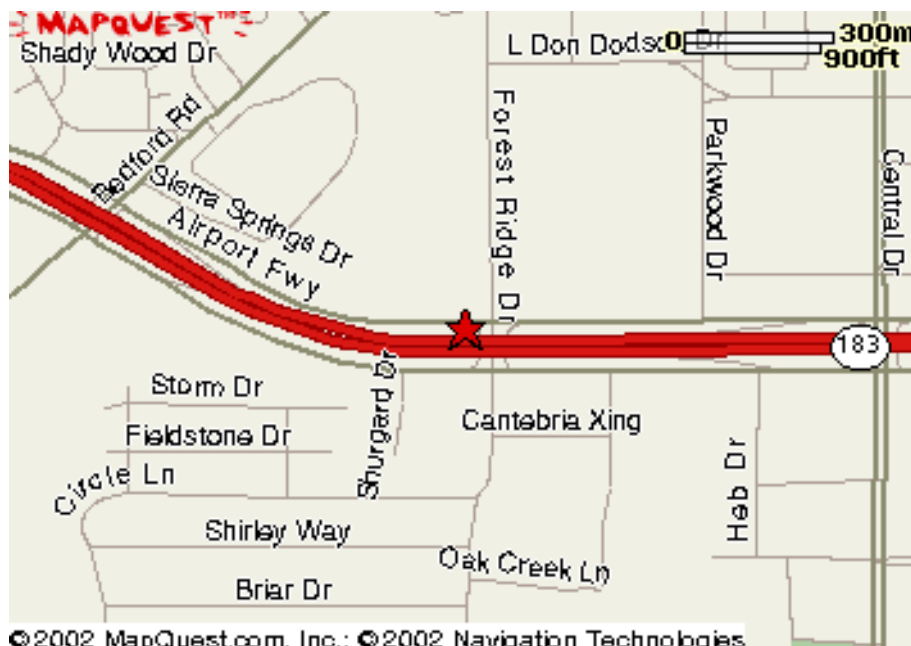 MAPQUEST™
Shady Wood Dr
L Don Dodson Dr
0 300m
900ft
Bedford Rd
Forest Ridge Dr
Parkwood Dr
Central Dr
Sierra Springs Dr
Airport Fwy
183
Storm Dr
Shurgard Dr
Cantebria Xing
Fieldstone Dr
Circle Ln
Heb Dr
Shirley Way
Oak Creek Ln
Briar Dr
©2002 MapQuest.com, Inc.; ©2002 Navigation Technologies